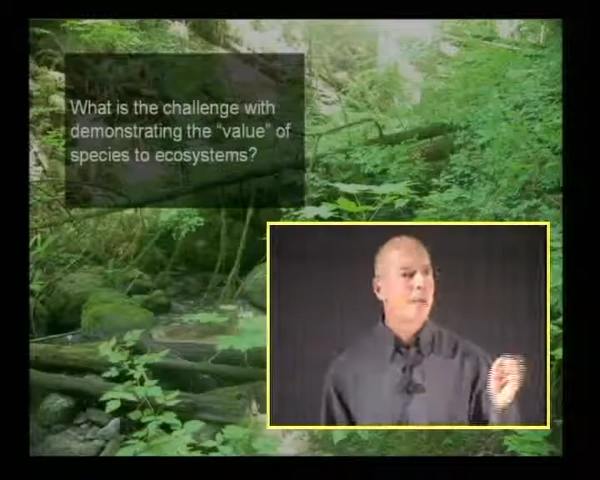 What is the challenge with
demonstrating the “value” of
species to ecosystems?